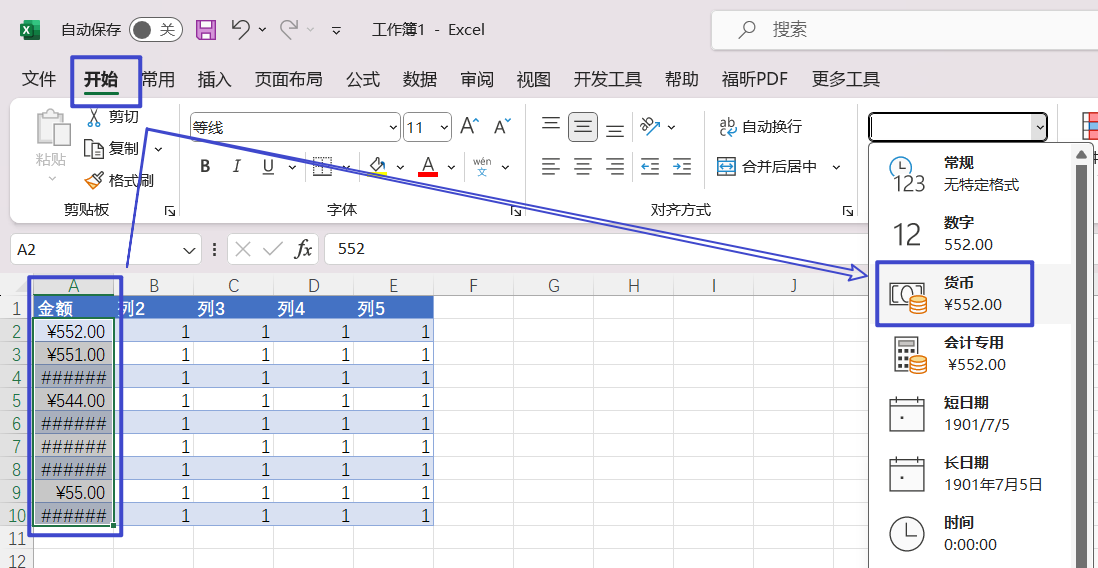 自动保存 关 工作簿1 - Excel 搜索
文件 开始 常用 插入 页面布局 公式 数据 审阅 视图 开发工具 帮助 福昕PDF 更多工具
粘贴 剪切
复制
格式刷
剪贴板
等线 11 A A
B I U A wén 文
字体
ab 自动换行
合并后居中
对齐方式
A2 fx 552
A B C D E F G H I J
1 金额 列2 列3 列4 列5
2 ¥552.00 1 1 1 1
3 ¥551.00 1 1 1 1
4 ###### 1 1 1 1
5 ¥544.00 1 1 1 1
6 ###### 1 1 1 1
7 ###### 1 1 1 1
8 ###### 1 1 1 1
9 ¥55.00 1 1 1 1
10 ###### 1 1 1 1
11
12
123 常规
无特定格式
12 数字
552.00
货币
¥552.00
会计专用
¥552.00
短日期
1901/7/5
长日期
1901年7月5日
时间
0:00:00